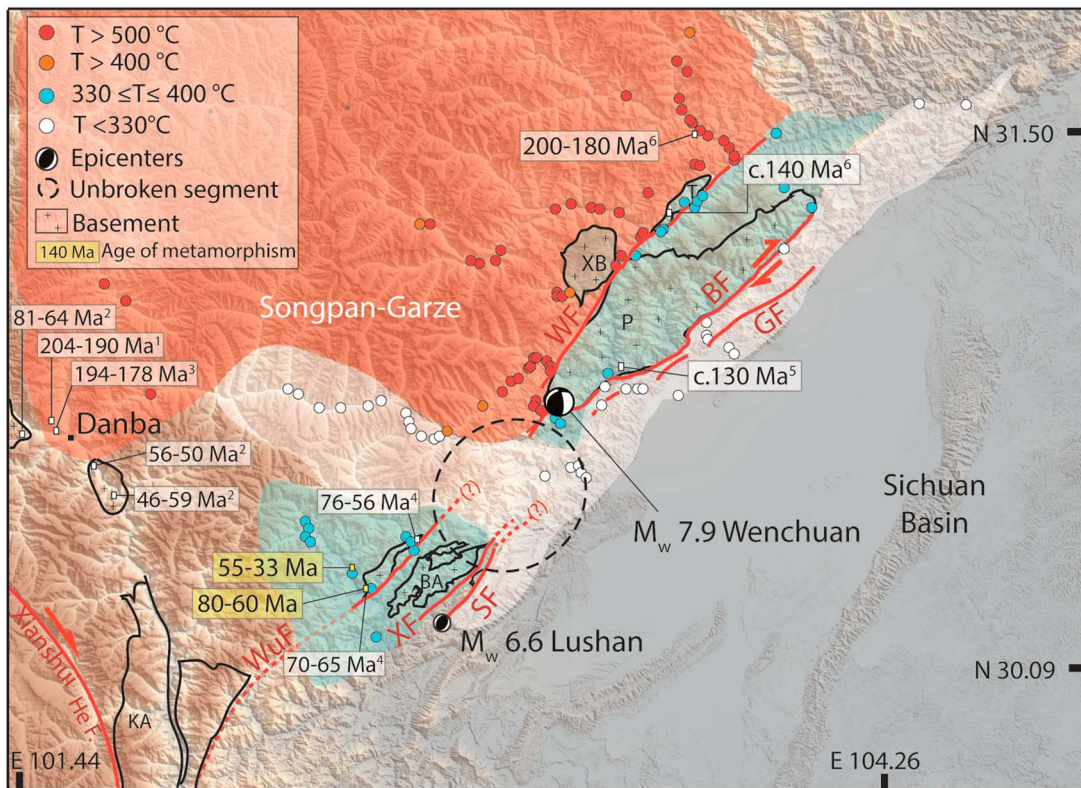 T > 500 °C
T > 400 °C
330 ≤T≤ 400 °C
T <330°C
Epicenters
Unbroken segment
Basement
140 Ma Age of metamorphism
N 31.50
200-180 Ma⁶
c.140 Ma⁶
T
XB
Songpan-Garze
WF
BF
GF
P
81-64 Ma²
204-190 Ma¹
194-178 Ma³
c.130 Ma⁵
Danba
56-50 Ma²
46-59 Ma²
76-56 Ma⁴
(?)
(?)
Sichuan
Basin
M_w 7.9 Wenchuan
55-33 Ma
BA
80-60 Ma
XF
SF
WuF
70-65 Ma⁴
M_w 6.6 Lushan
N 30.09
Xianshui He F
KA
E 101.44
E 104.26